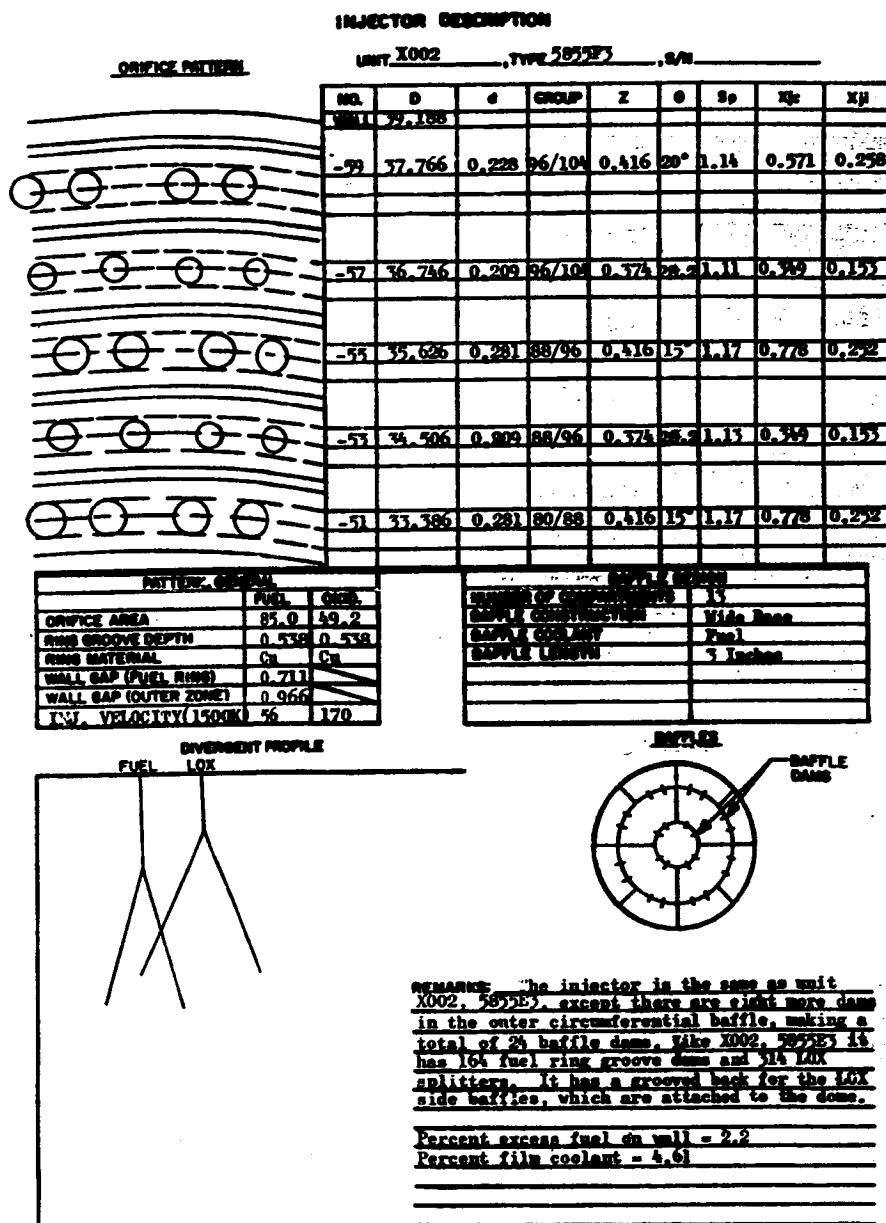 INJECTOR DESCRIPTION
UNIT X002, TYPE 5855F3, S/N
ORIFICE PATTERN
NO. D d GROUP Z θ Sp Xjc Xji
WALL 39.188
-59 37.766 0.228 96/104 0.416 20° 1.14 0.571 0.258
-57 36.746 0.209 96/104 0.374 1.11 0.349 0.153
-55 35.626 0.281 88/96 0.416 15° 1.17 0.778 0.252
-53 34.506 0.209 88/96 0.374 1.13 0.349 0.153
-51 33.386 0.281 80/88 0.416 15° 1.17 0.778 0.252
PATTERN GENERAL
FUEL OXID.
ORIFICE AREA 85.0 49.2
RING GROOVE DEPTH 0.538 0.538
RING MATERIAL Cu Cu
WALL GAP (FUEL RING) 0.711
WALL GAP (OUTER ZONE) 0.966
INJ. VELOCITY(1500K) 56 170
BAFFLE DESIGN
NUMBER OF COMPARTMENTS 13
BAFFLE CONSTRUCTION Wide Base
BAFFLE COOLANT Fuel
BAFFLE LENGTH 3 Inches
DIVERGENT PROFILE
FUEL LOX
BAFFLES
BAFFLE
DAMS
REMARKS: The injector is the same as unit
X002, 5855E3, except there are eight more dams
in the outer circumferential baffle, making a
total of 24 baffle dams. Like X002, 5855E3 it
has 164 fuel ring groove dams and 314 LOX
splitters. It has a grooved back for the LOX
side baffles, which are attached to the dome.
Percent excess fuel on wall = 2.2
Percent film coolant = 4.61